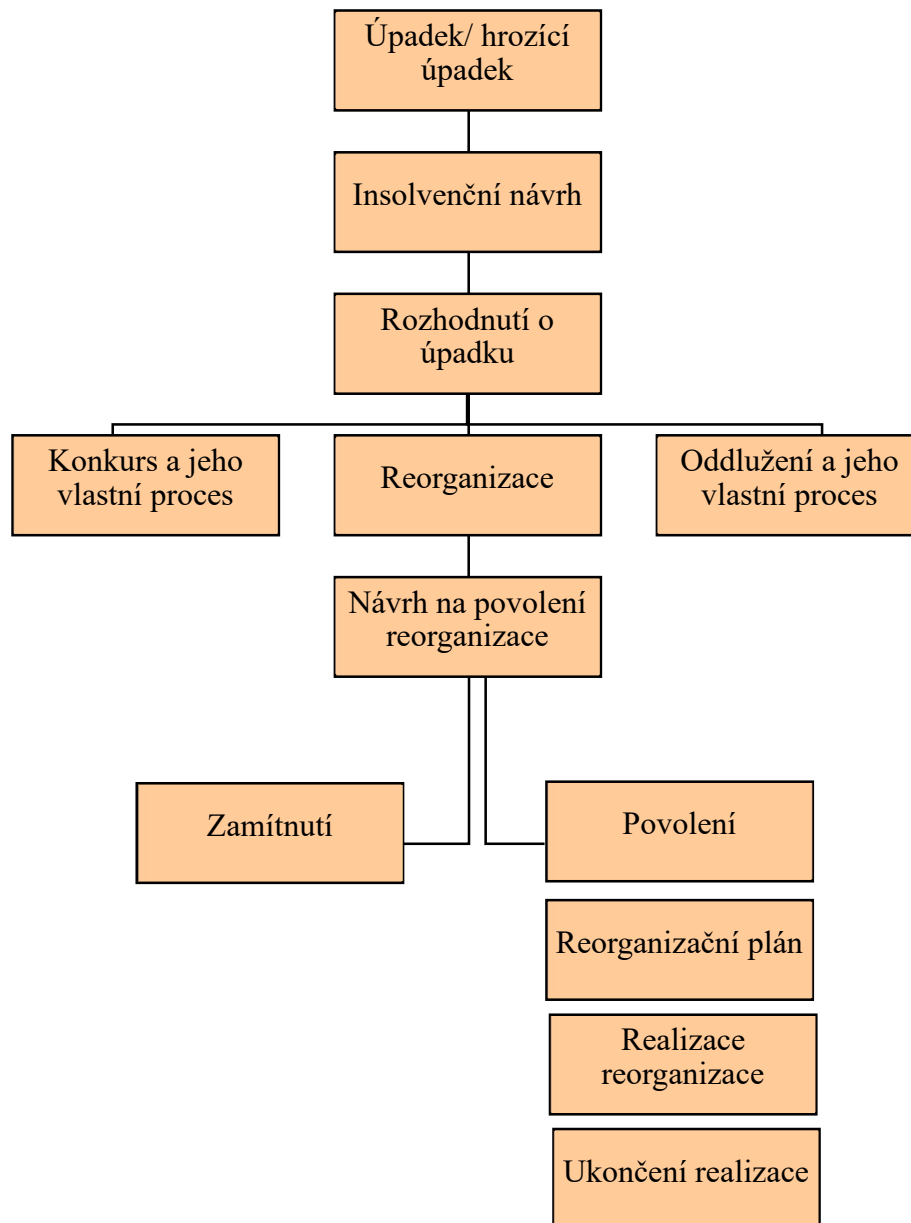 Úpadek/ hrozící
úpadek
Insolvenční návrh
Rozhodnutí o
úpadku
Konkurs a jeho
vlastní proces
Reorganizace
Oddlužení a jeho
vlastní proces
Návrh na povolení
reorganizace
Zamítnutí
Povolení
Reorganizační plán
Realizace
reorganizace
Ukončení realizace